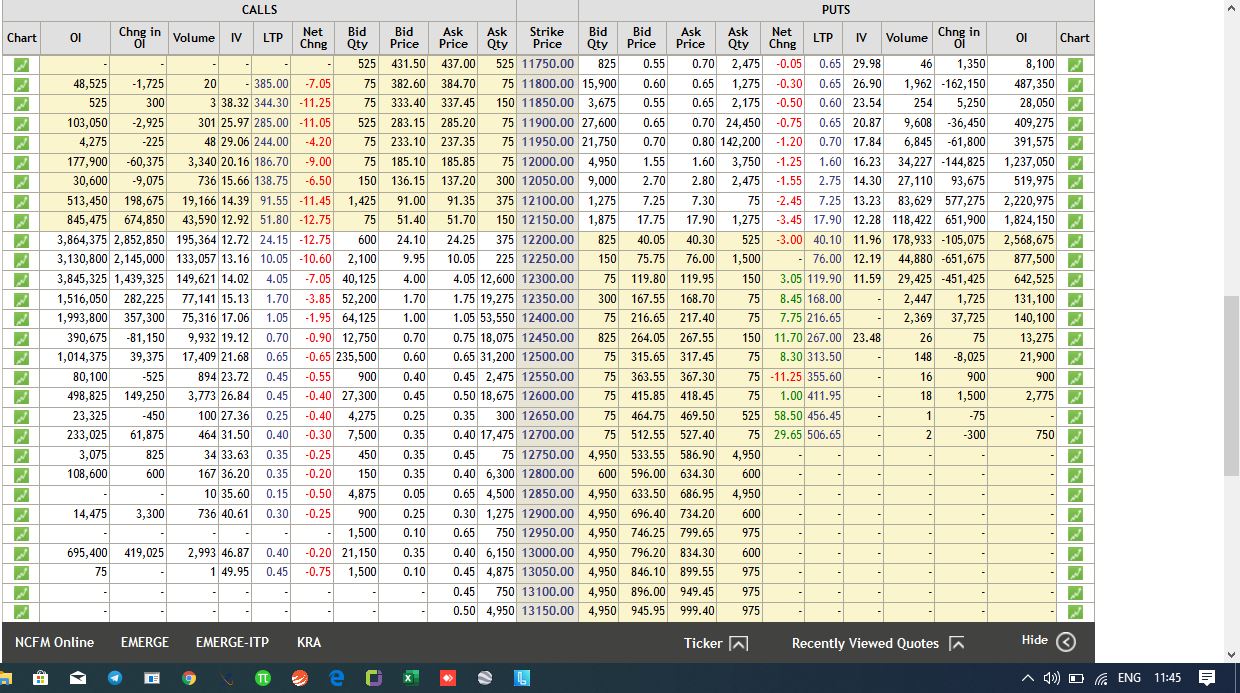 CALLS PUTS
Chart OI Chng in OI Volume IV LTP Net Chng Bid Qty Bid Price Ask Price Ask Qty Strike Price Bid Qty Bid Price Ask Price Ask Qty Net Chng LTP IV Volume Chng in OI OI Chart
- - - - - - 525 431.50 437.00 525 11750.00 825 0.55 0.70 2,475 -0.05 0.65 29.98 46 1,350 8,100
48,525 -1,725 20 - 385.00 -7.05 75 382.60 384.70 75 11800.00 15,900 0.60 0.65 1,275 -0.30 0.65 26.90 1,962 -162,150 487,350
525 300 3 38.32 344.30 -11.25 75 333.40 337.45 150 11850.00 3,675 0.55 0.65 2,175 -0.50 0.60 23.54 254 5,250 28,050
103,050 -2,925 301 25.97 285.00 -11.05 525 283.15 285.20 75 11900.00 27,600 0.65 0.70 24,450 -0.75 0.65 20.87 9,608 -36,450 409,275
4,275 -225 48 29.06 244.00 -4.20 75 233.10 237.35 75 11950.00 21,750 0.70 0.80 142,200 -1.20 0.70 17.84 6,845 -61,800 391,575
177,900 -60,375 3,340 20.16 186.70 -9.00 75 185.10 185.85 75 12000.00 4,950 1.55 1.60 3,750 -1.25 1.60 16.23 34,227 -144,825 1,237,050
30,600 -9,075 736 15.66 138.75 -6.50 150 136.15 137.20 300 12050.00 9,000 2.70 2.80 2,475 -1.55 2.75 14.30 27,110 93,675 519,975
513,450 198,675 19,166 14.39 91.55 -11.45 1,425 91.00 91.35 375 12100.00 1,275 7.25 7.30 75 -2.45 7.25 13.23 83,629 577,275 2,220,975
845,475 674,850 43,590 12.92 51.80 -12.75 75 51.40 51.70 150 12150.00 1,875 17.75 17.90 1,275 -3.45 17.90 12.28 118,422 651,900 1,824,150
3,864,375 2,852,850 195,364 12.72 24.15 -12.75 600 24.10 24.25 375 12200.00 825 40.05 40.30 525 -3.00 40.10 11.96 178,933 -105,075 2,568,675
3,130,800 2,145,000 133,057 13.16 10.05 -10.60 2,100 9.95 10.05 225 12250.00 150 75.75 76.00 1,500 - 76.00 12.19 44,880 -651,675 877,500
3,845,325 1,439,325 149,621 14.02 4.05 -7.05 40,125 4.00 4.05 12,600 12300.00 75 119.80 119.95 150 3.05 119.90 11.59 29,425 -451,425 642,525
1,516,050 282,225 77,141 15.13 1.70 -3.85 52,200 1.70 1.75 19,275 12350.00 300 167.55 168.70 75 8.45 168.00 - 2,447 1,725 131,100
1,993,800 357,300 75,316 17.06 1.05 -1.95 64,125 1.00 1.05 53,550 12400.00 75 216.65 217.40 75 7.75 216.65 - 2,369 37,725 140,100
390,675 -81,150 9,932 19.12 0.70 -0.90 12,750 0.70 0.75 18,075 12450.00 825 264.05 267.55 150 11.70 267.00 23.48 26 75 13,275
1,014,375 39,375 17,409 21.68 0.65 -0.65 235,500 0.60 0.65 31,200 12500.00 75 315.65 317.45 75 8.30 313.50 - 148 -8,025 21,900
80,100 -525 894 23.72 0.45 -0.55 900 0.40 0.45 2,475 12550.00 75 363.55 367.30 75 -11.25 355.60 - 16 900 900
498,825 149,250 3,773 26.84 0.45 -0.40 27,300 0.45 0.50 18,675 12600.00 75 415.85 418.45 75 1.00 411.95 - 18 1,500 2,775
23,325 -450 100 27.36 0.25 -0.40 4,275 0.25 0.35 300 12650.00 75 464.75 469.50 525 58.50 456.45 - 1 -75 -
233,025 61,875 464 31.50 0.40 -0.30 7,500 0.35 0.40 17,475 12700.00 75 512.55 527.40 75 29.65 506.65 - 2 -300 750
3,075 825 34 33.63 0.35 -0.25 450 0.35 0.45 75 12750.00 4,950 533.55 586.90 4,950 - - - - - -
108,600 600 167 36.20 0.35 -0.20 150 0.35 0.40 6,300 12800.00 600 596.00 634.30 600 - - - - - -
- - 10 35.60 0.15 -0.50 4,875 0.05 0.65 4,500 12850.00 4,950 633.50 686.95 4,950 - - - - - -
14,475 3,300 736 40.61 0.30 -0.25 900 0.25 0.30 1,275 12900.00 4,950 696.40 734.20 600 - - - - - -
- - - - - - 1,500 0.10 0.65 750 12950.00 4,950 746.25 799.65 975 - - - - - -
695,400 419,025 2,993 46.87 0.40 -0.20 21,150 0.35 0.40 6,150 13000.00 4,950 796.20 834.30 600 - - - - - -
75 - 1 49.95 0.45 -0.75 1,500 0.10 0.45 4,875 13050.00 4,950 846.10 899.55 975 - - - - - -
- - - - - - - - 0.45 750 13100.00 4,950 896.00 949.45 975 - - - - - -
- - - - - - - - 0.50 4,950 13150.00 4,950 945.95 999.40 975 - - - - - -
NCFM Online EMERGE EMERGE-ITP KRA Ticker Recently Viewed Quotes Hide
ENG 11:45